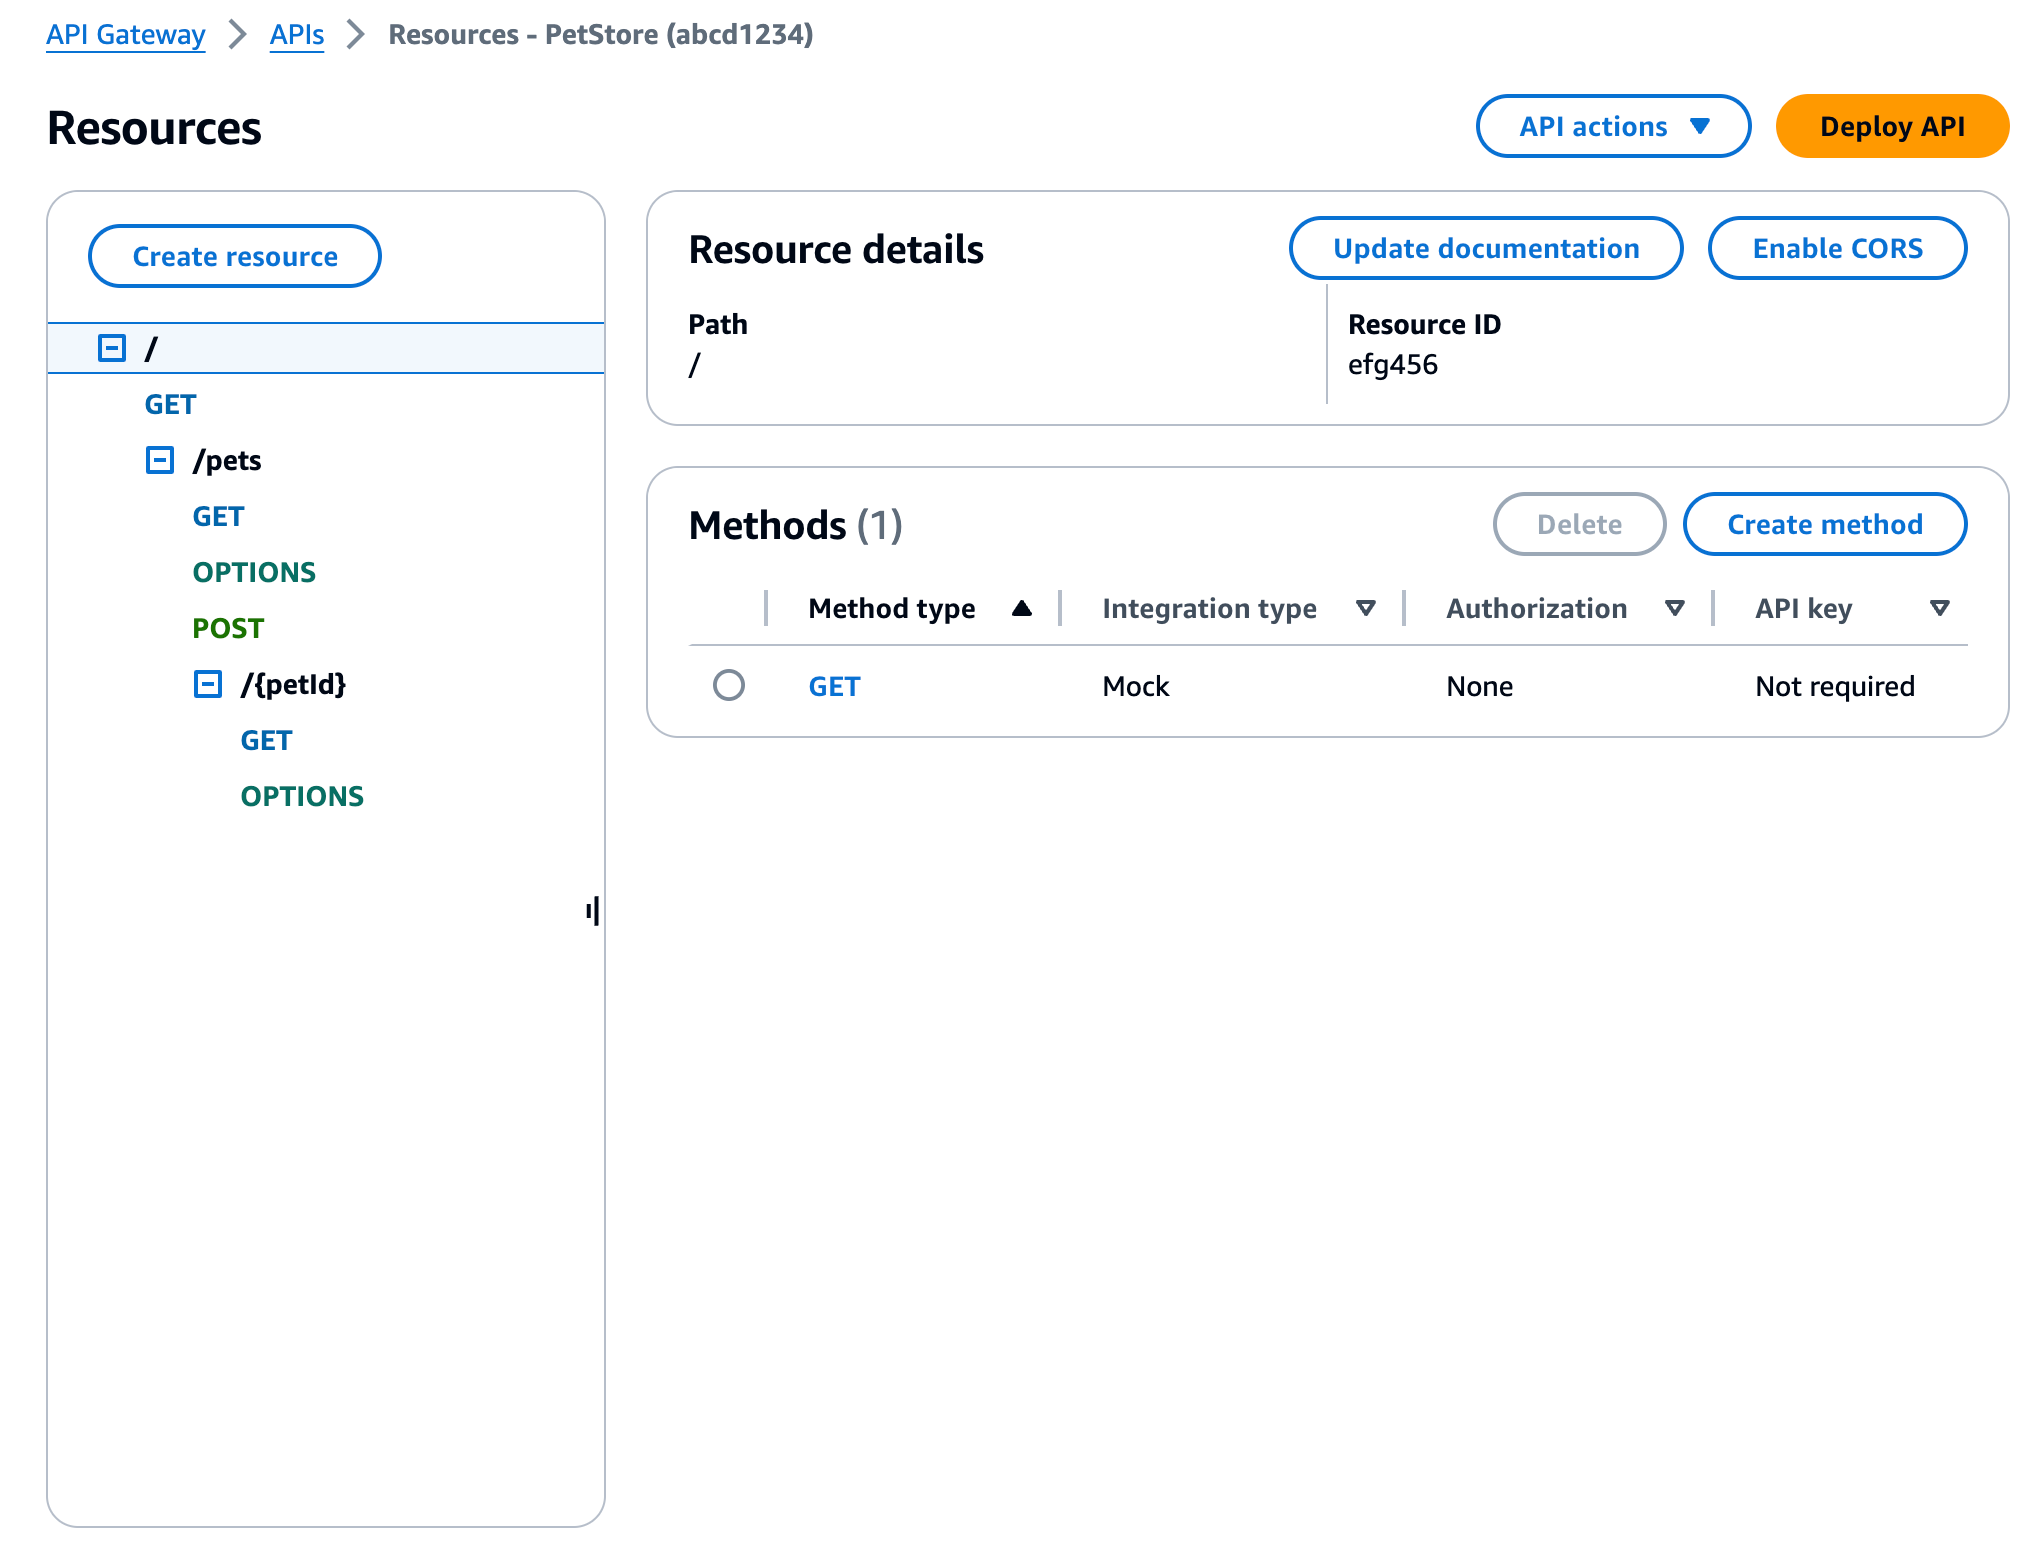 API Gateway > APIs > Resources - PetStore (abcd1234)
Resources
API actions
Deploy API
Create resource
/
GET
/pets
GET
OPTIONS
POST
/{petId}
GET
OPTIONS
Resource details
Update documentation
Enable CORS
Path
/
Resource ID
efg456
Methods (1)
Delete
Create method
Method type Integration type Authorization API key
GET Mock None Not required